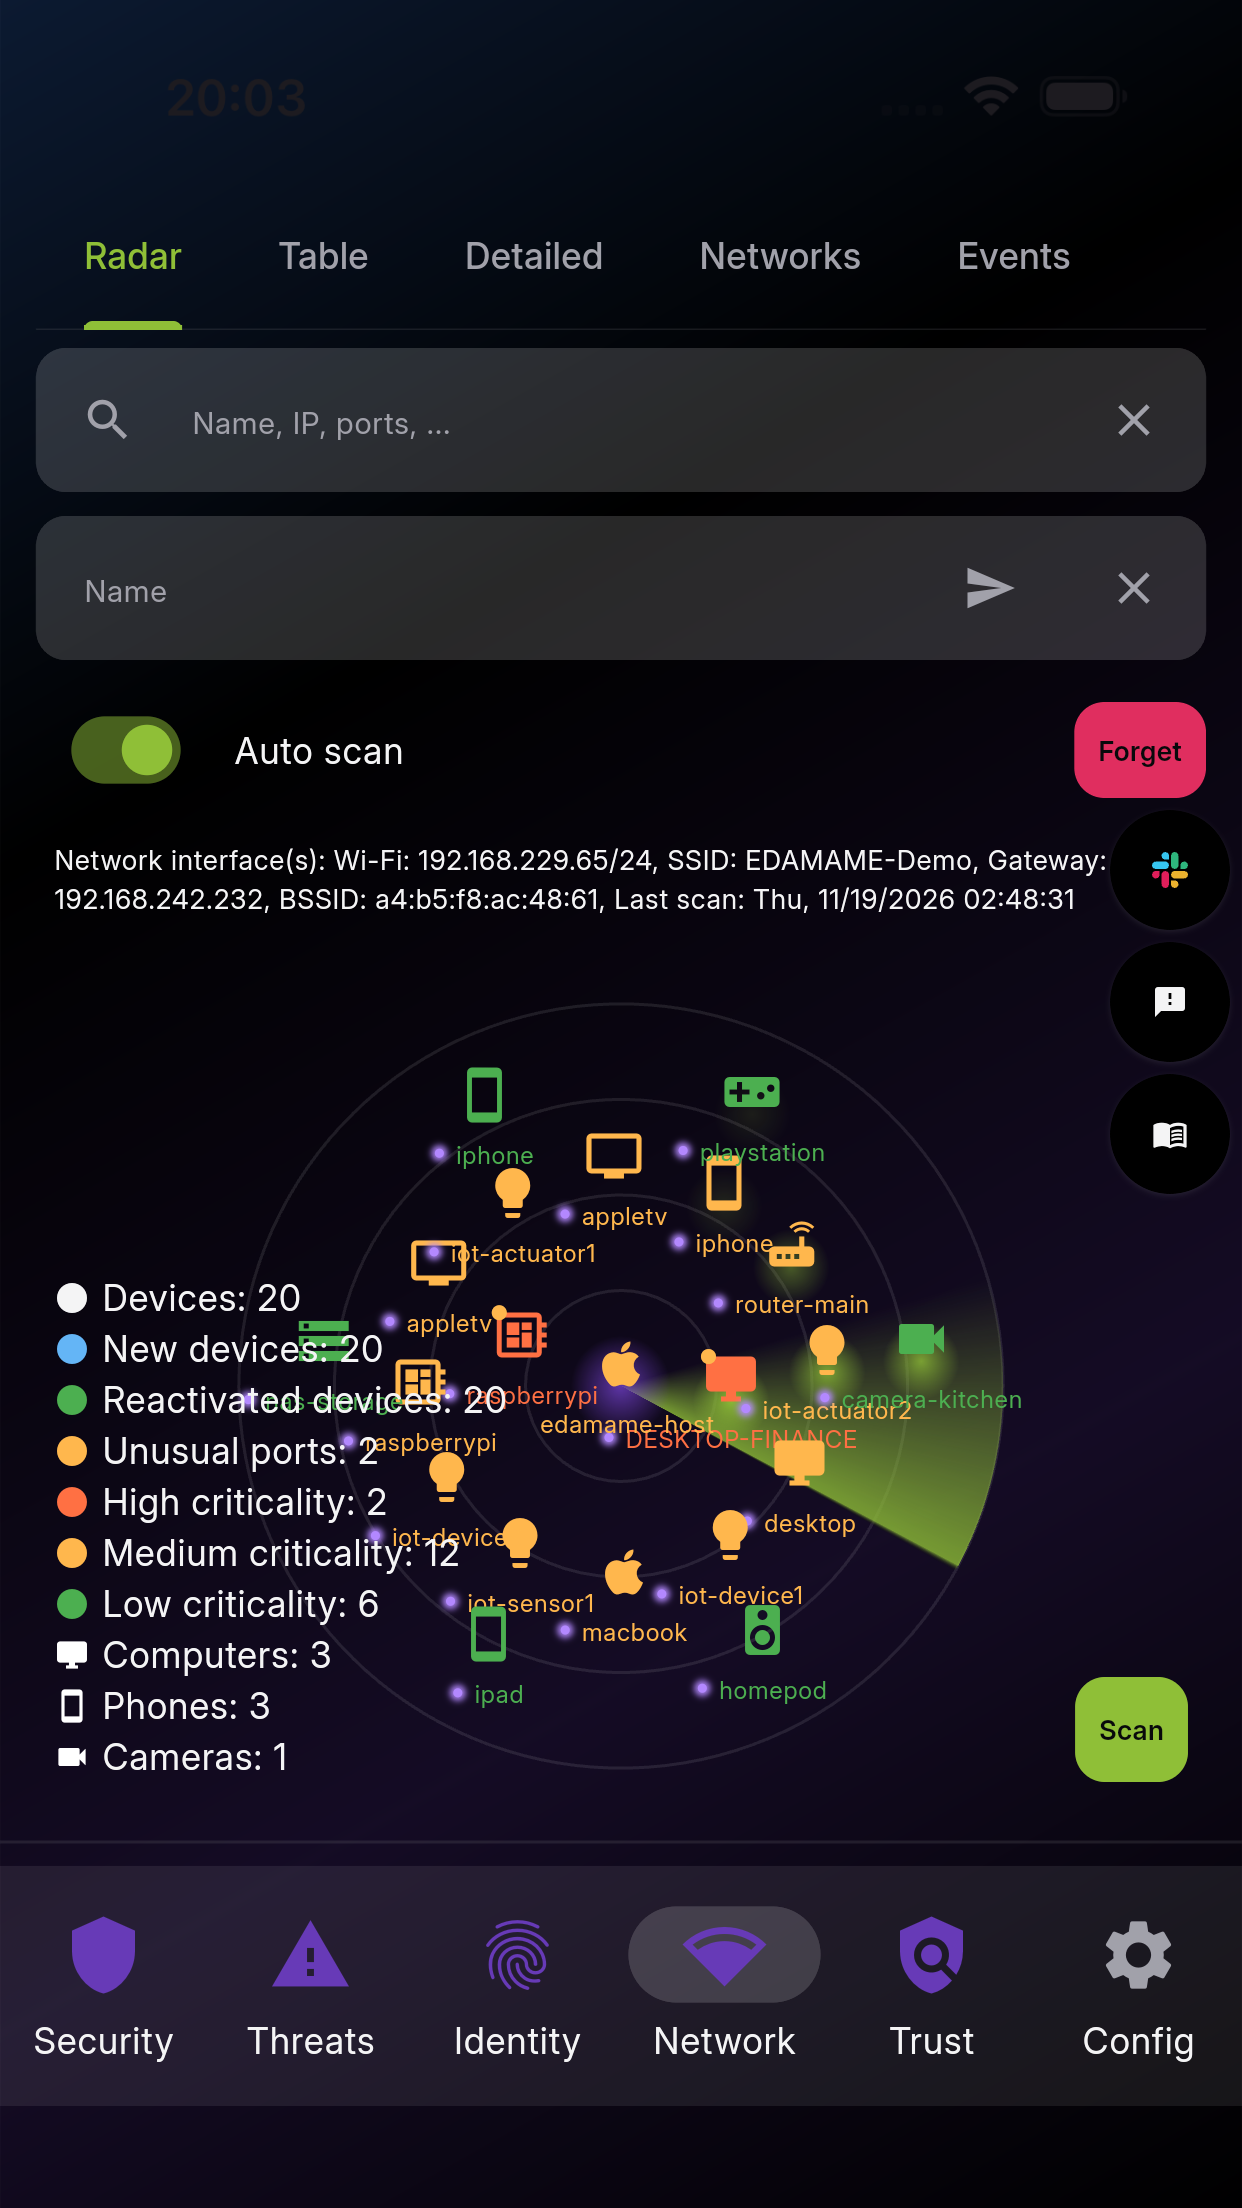 20:03
Radar Table Detailed Networks Events
Name, IP, ports, ...
Name
Auto scan
Forget
Network interface(s): Wi-Fi: 192.168.229.65/24, SSID: EDAMAME-Demo, Gateway:
192.168.242.232, BSSID: a4:b5:f8:ac:48:61, Last scan: Thu, 11/19/2026 02:48:31
iphone
playstation
appletv
iphone
iot-actuator1
router-main
appletv
raspberrypi
nas-storage
camera-kitchen
iot-actuator2
edamame-host
DESKTOP-FINANCE
raspberrypi
desktop
iot-device
iot-sensor1
iot-device1
macbook
ipad
homepod
Devices: 20
New devices: 20
Reactivated devices: 20
Unusual ports: 2
High criticality: 2
Medium criticality: 12
Low criticality: 6
Computers: 3
Phones: 3
Cameras: 1
Scan
Security Threats Identity Network Trust Config